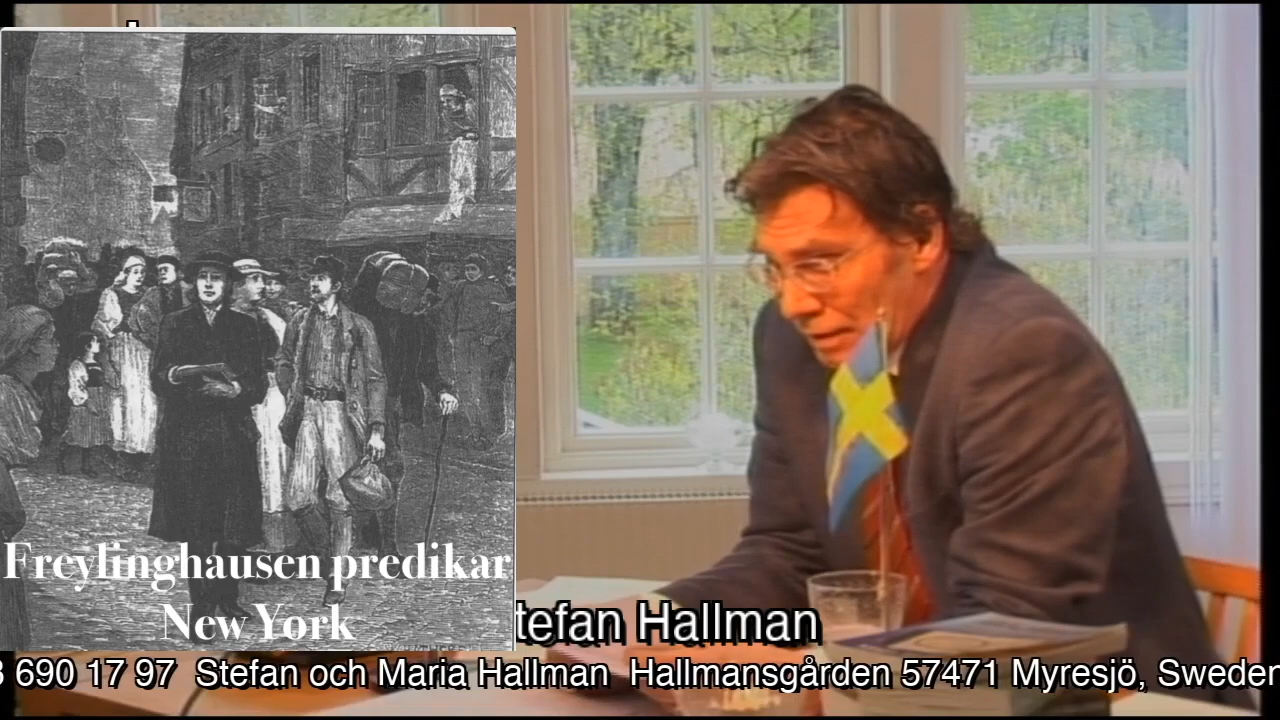 Freylinghausen predikar
New York
tefan Hallman
690 17 97 Stefan och Maria Hallman Hallmansgården 57471 Myresjö, Sweden